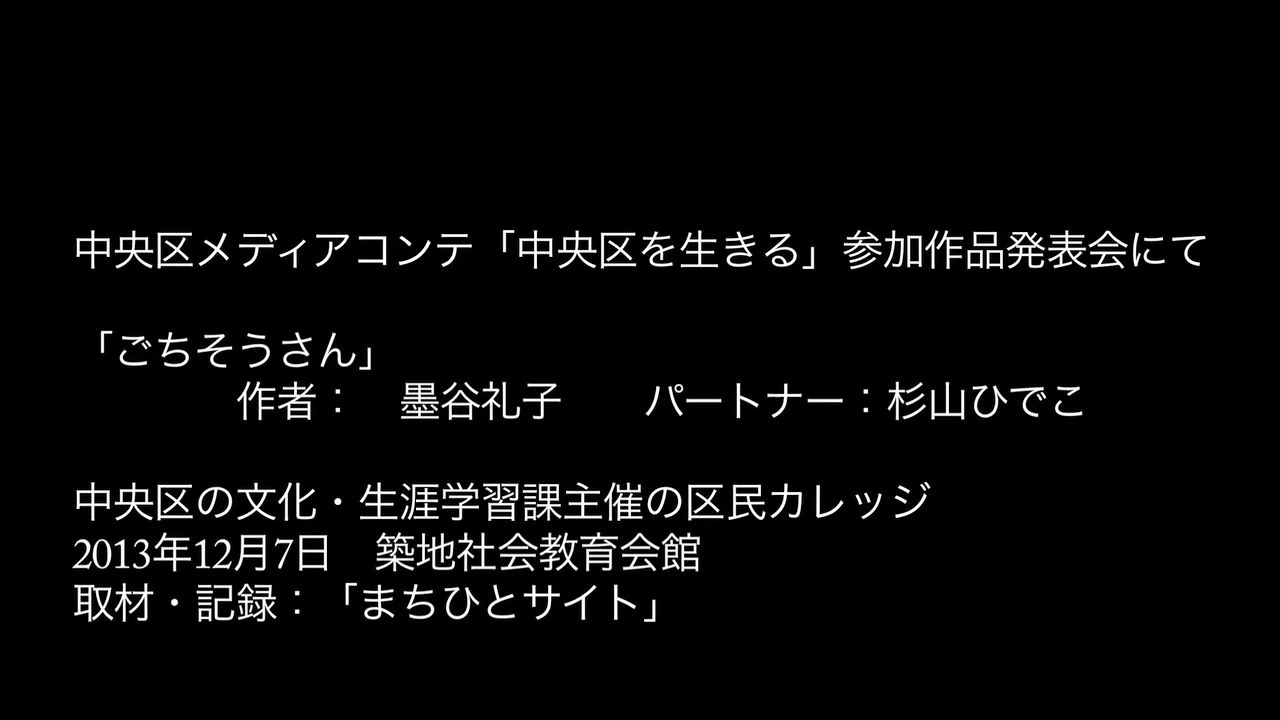 中央区メディアコンテ「中央区を生きる」参加作品発表会にて
「ごちそうさん」
作者：　墨谷礼子　　パートナー：杉山ひでこ
中央区の文化・生涯学習課主催の区民カレッジ
2013年12月7日　築地社会教育会館
取材・記録：「まちひとサイト」